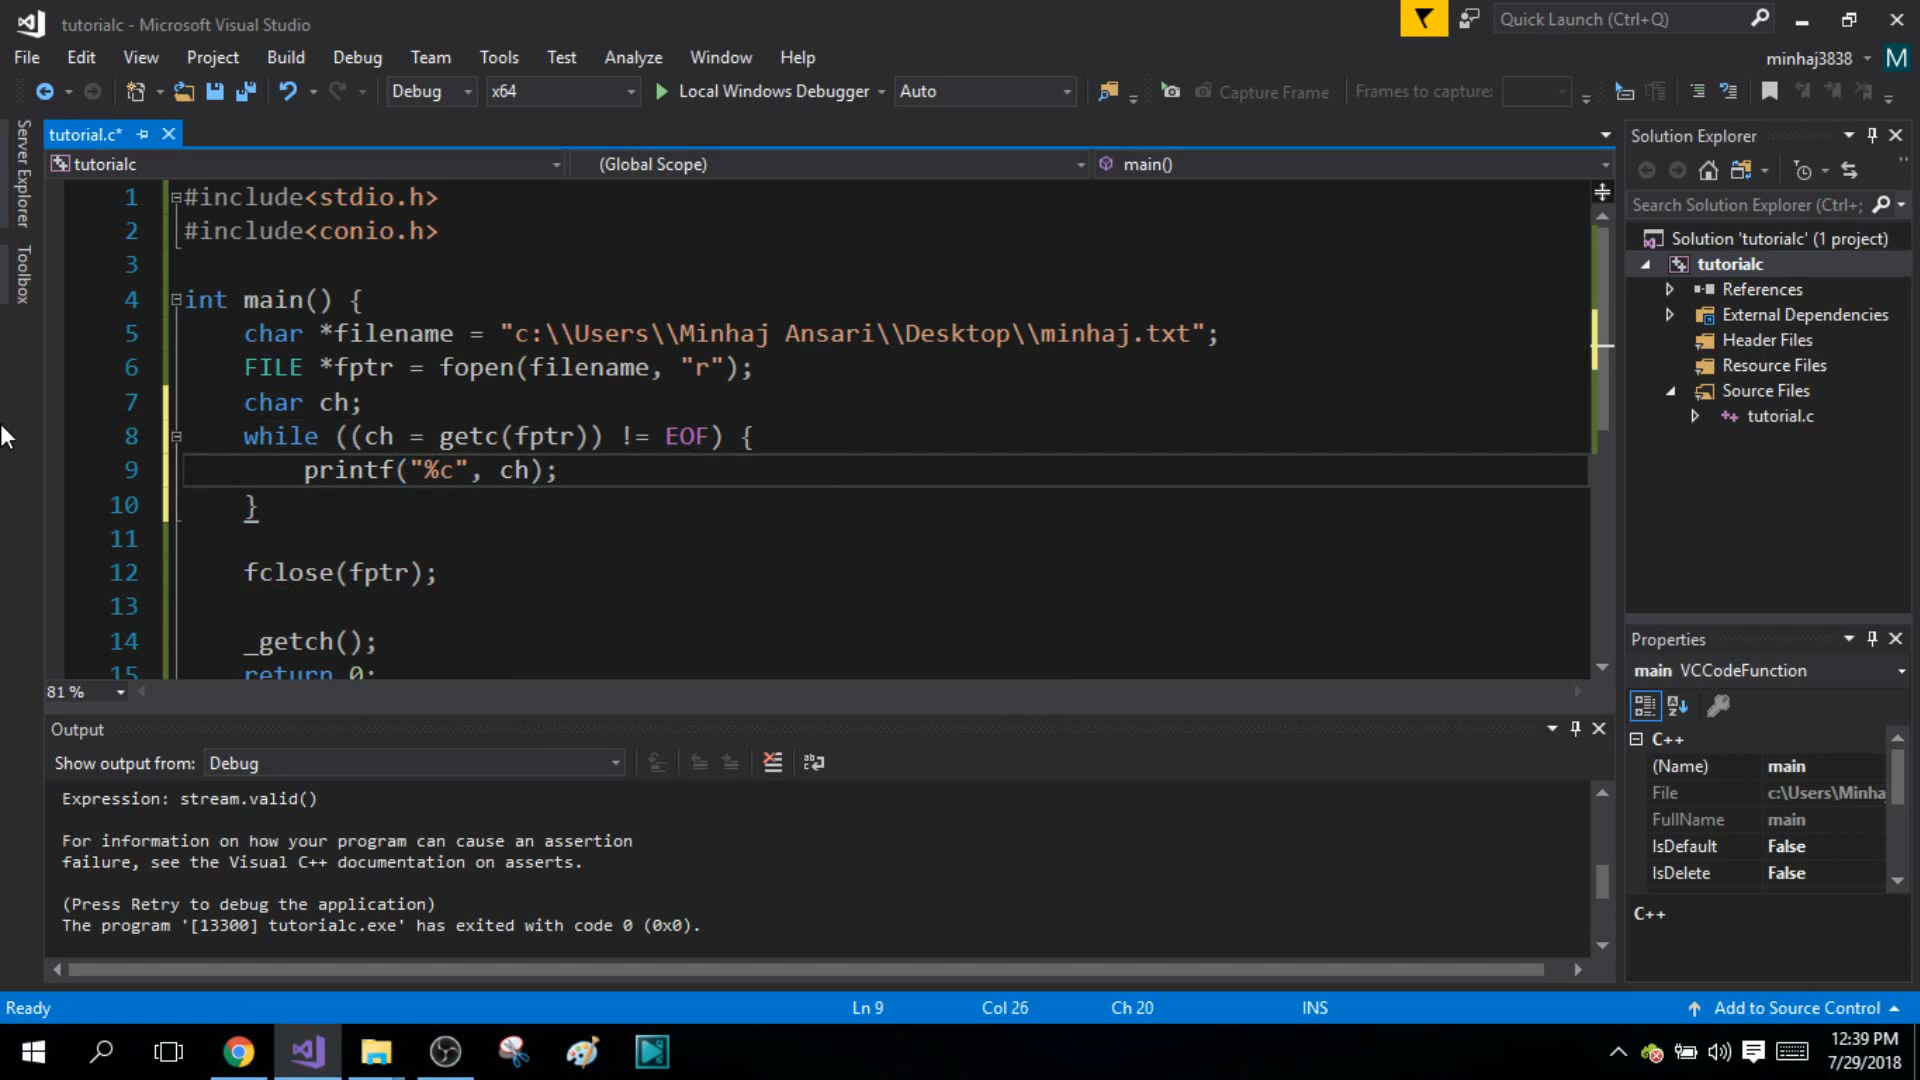 tutorialc - Microsoft Visual Studio
Quick Launch (Ctrl+Q)
File Edit View Project Build Debug Team Tools Test Analyze Window Help
minhaj3838 M
Debug x64 Local Windows Debugger Auto Capture Frame Frames to capture:
Server Explorer
Toolbox
tutorial.c*
tutorialc (Global Scope) main()
1 #include<stdio.h>
2 #include<conio.h>
3
4 int main() {
5 char *filename = "c:\\Users\\Minhaj Ansari\\Desktop\\minhaj.txt";
6 FILE *fptr = fopen(filename, "r");
7 char ch;
8 while ((ch = getc(fptr)) != EOF) {
9 printf("%c", ch);
10 }
11
12 fclose(fptr);
13
14 _getch();
15 return 0;
81 %
Output
Show output from: Debug
Expression: stream.valid()
For information on how your program can cause an assertion
failure, see the Visual C++ documentation on asserts.
(Press Retry to debug the application)
The program '[13300] tutorialc.exe' has exited with code 0 (0x0).
Solution Explorer
Search Solution Explorer (Ctrl+;
Solution 'tutorialc' (1 project)
tutorialc
References
External Dependencies
Header Files
Resource Files
Source Files
tutorial.c
Properties
main VCCodeFunction
C++
(Name) main
File c:\Users\Minha
FullName main
IsDefault False
IsDelete False
C++
Ready Ln 9 Col 26 Ch 20 INS Add to Source Control
12:39 PM
7/29/2018